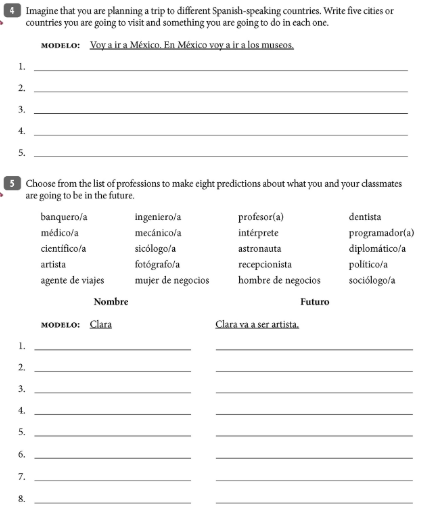 4 Imagine that you are planning a trip to different Spanish-speaking countries. Write five cities or
countries you are going to visit and something you are going to do in each one.
MODELO: Voy a ir a México. En México voy a ir a los museos.
1.
2.
3.
4.
5.
5 Choose from the list of professions to make eight predictions about what you and your classmates
are going to be in the future.
banquero/a ingeniero/a profesor(a) dentista
médico/a mecánico/a intérprete programador(a)
científico/a sicólogo/a astronauta diplomático/a
artista fotógrafo/a recepcionista político/a
agente de viajes mujer de negocios hombre de negocios sociólogo/a
Nombre Futuro
MODELO: Clara Clara va a ser artista.
1.
2.
3.
4.
5.
6.
7.
8.